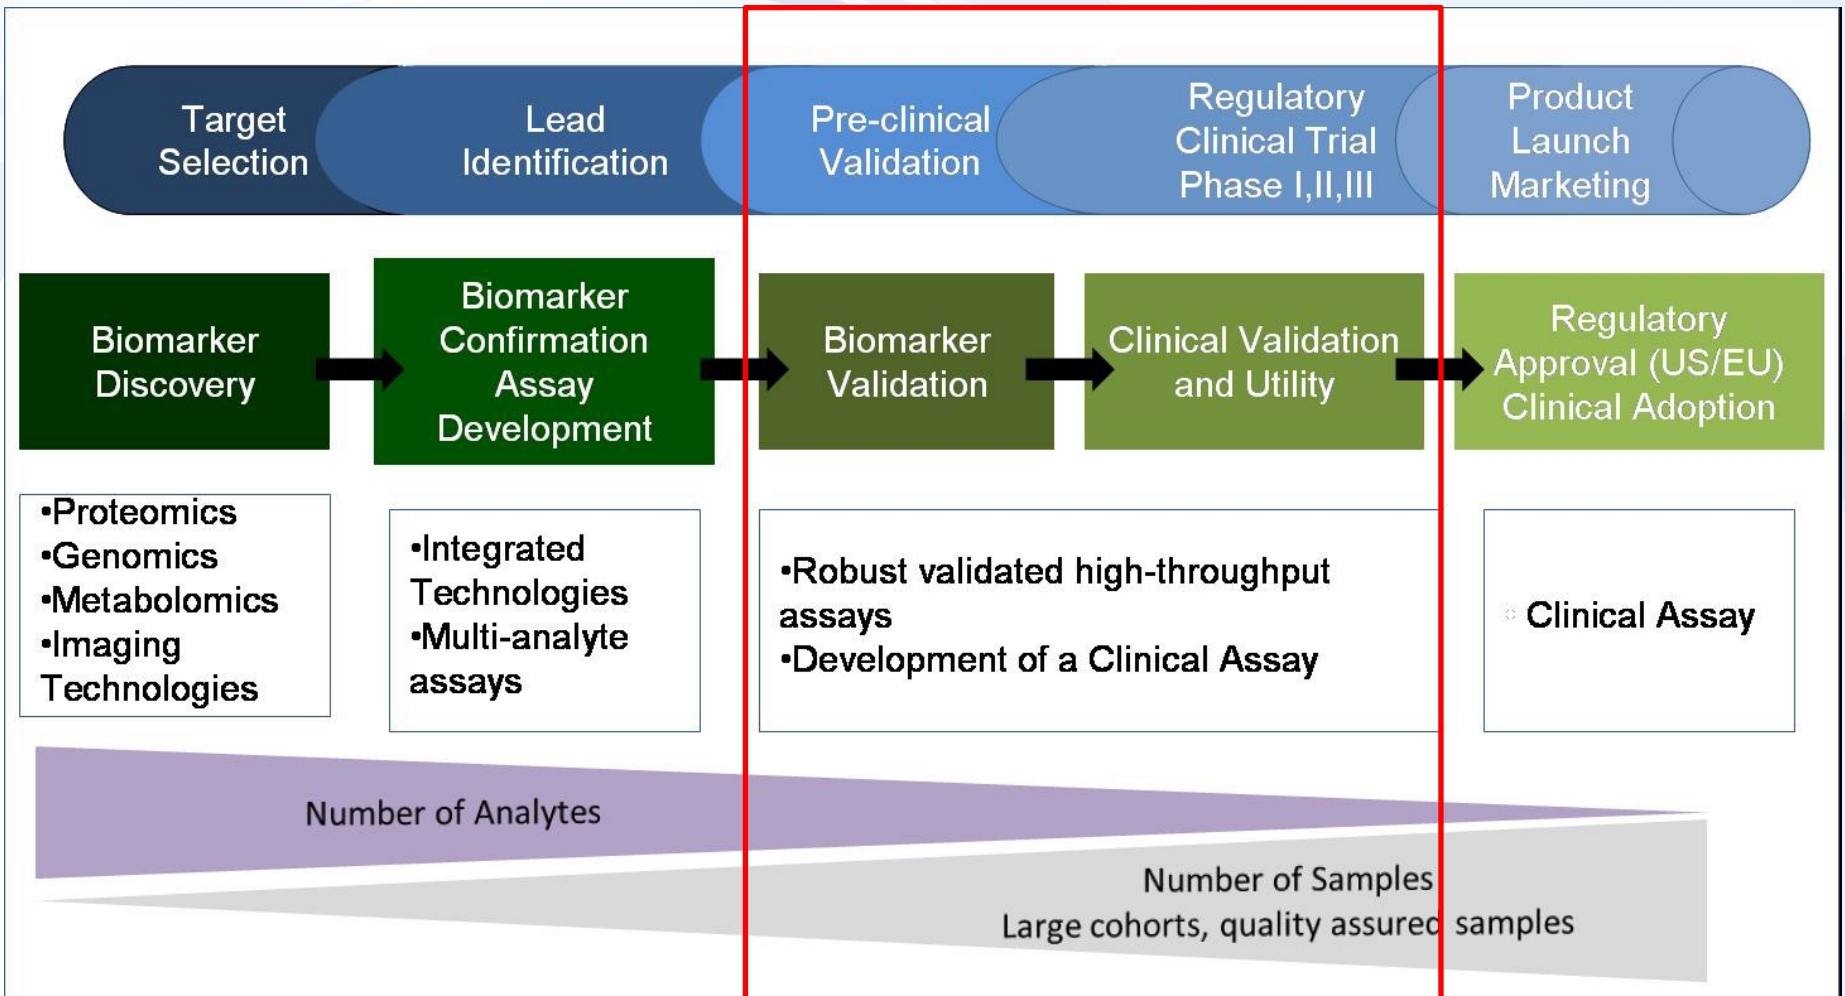 Target
Selection
Lead
Identification
Pre-clinical
Validation
Regulatory
Clinical Trial
Phase I,II,III
Product
Launch
Marketing
Biomarker
Discovery
Biomarker
Confirmation
Assay
Development
Biomarker
Validation
Clinical Validation
and Utility
Regulatory
Approval (US/EU)
Clinical Adoption
•Proteomics
•Genomics
•Metabolomics
•Imaging
Technologies
•Integrated
Technologies
•Multi-analyte
assays
•Robust validated high-throughput
assays
•Development of a Clinical Assay
Clinical Assay
Number of Analytes
Number of Samples
Large cohorts, quality assured samples